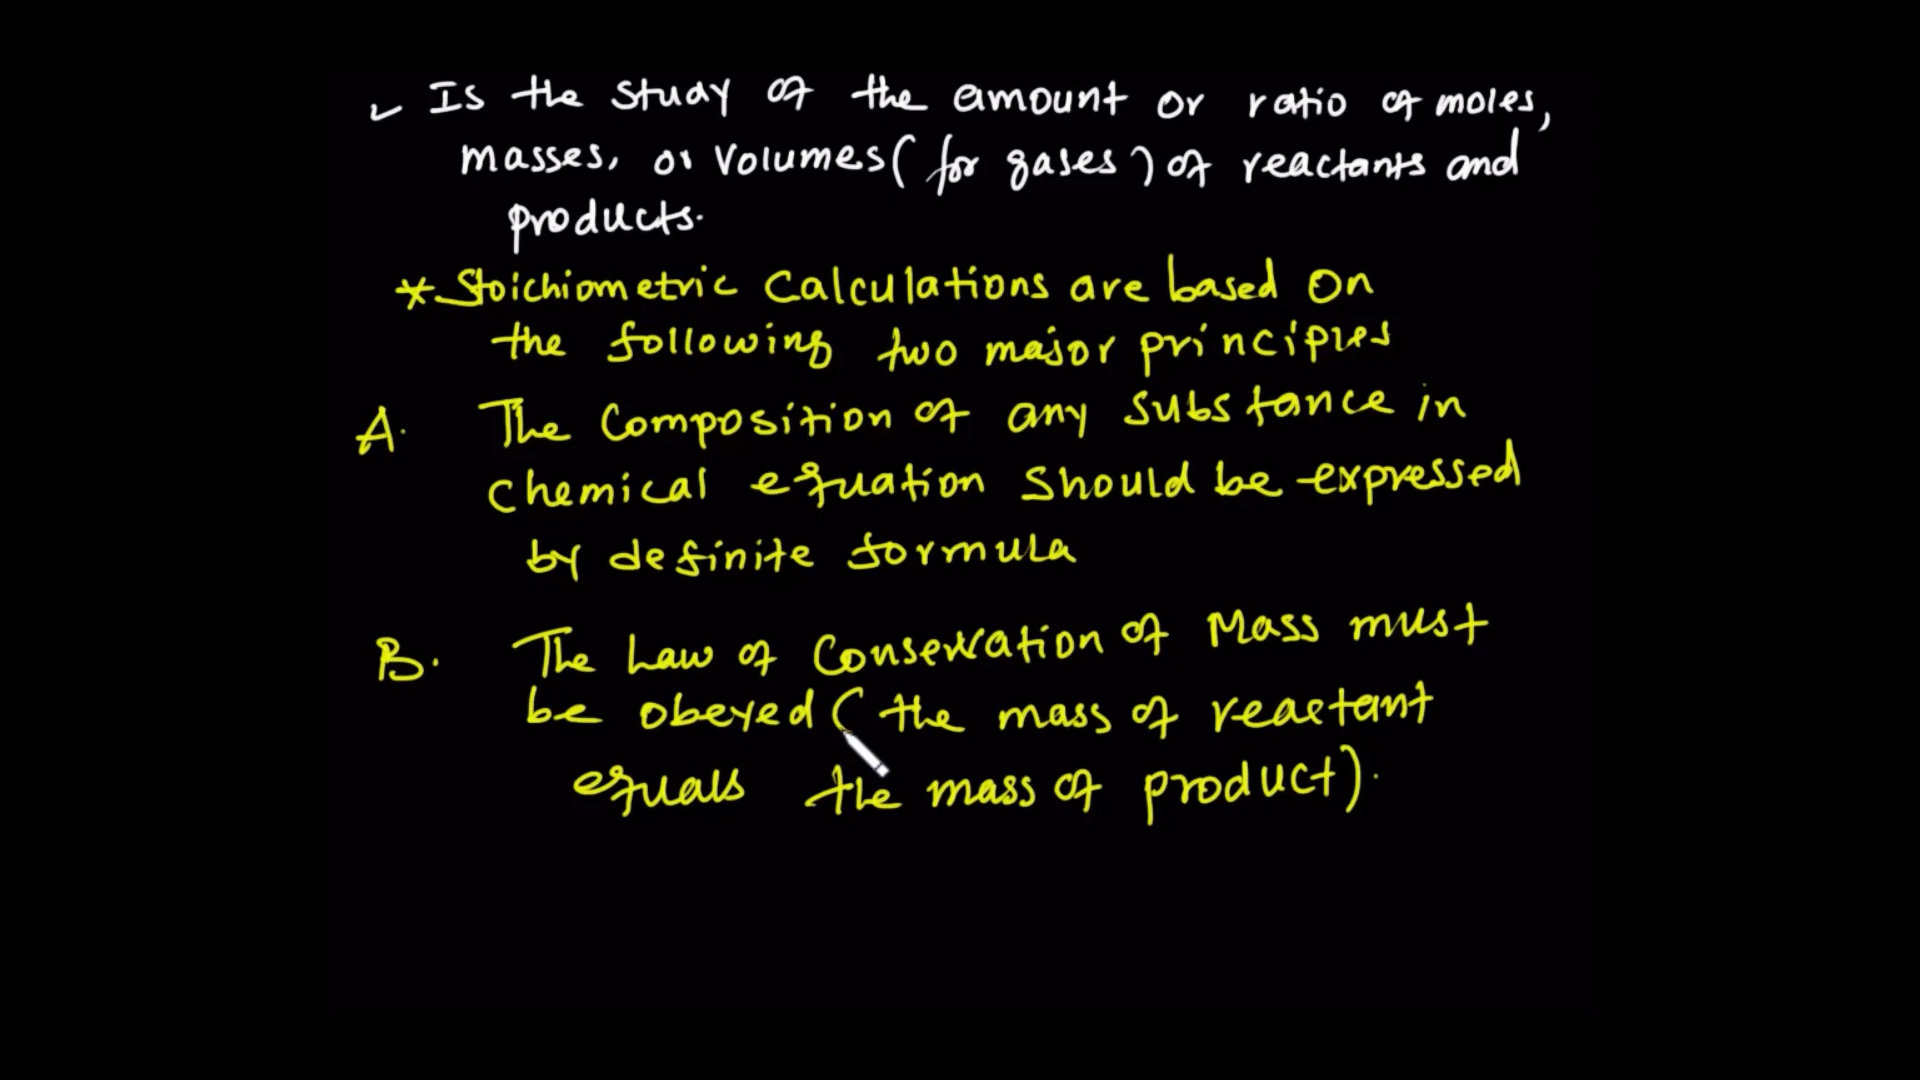 ✓ Is the study of the amount or ratio of moles,
masses, or Volumes (for gases) of reactants and
products.
* Stoichiometric Calculations are based on
the following two major principles
A. The Composition of any substance in
chemical equation should be expressed
by definite formula
B. The Law of Conservation of Mass must
be obeyed (the mass of reactant
equals the mass of product).